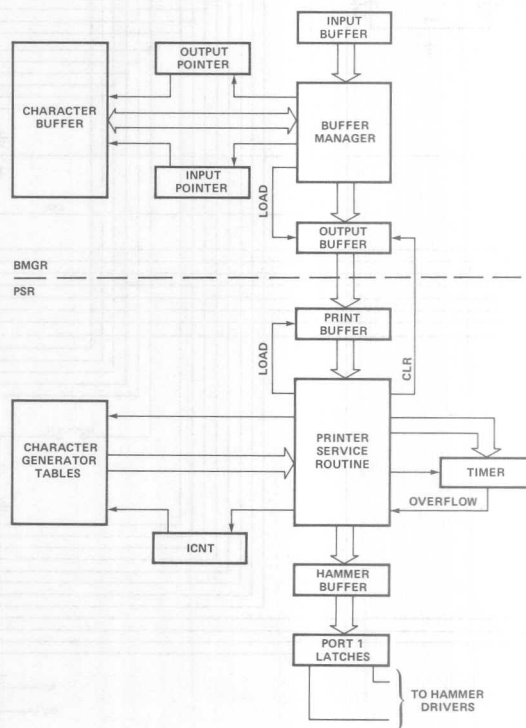 INPUT
BUFFER
OUTPUT
POINTER
CHARACTER
BUFFER
BUFFER
MANAGER
INPUT
POINTER
LOAD
OUTPUT
BUFFER
BMGR
PSR
PRINT
BUFFER
LOAD
CLR
CHARACTER
GENERATOR
TABLES
PRINTER
SERVICE
ROUTINE
TIMER
OVERFLOW
ICNT
HAMMER
BUFFER
PORT 1
LATCHES
TO HAMMER
DRIVERS